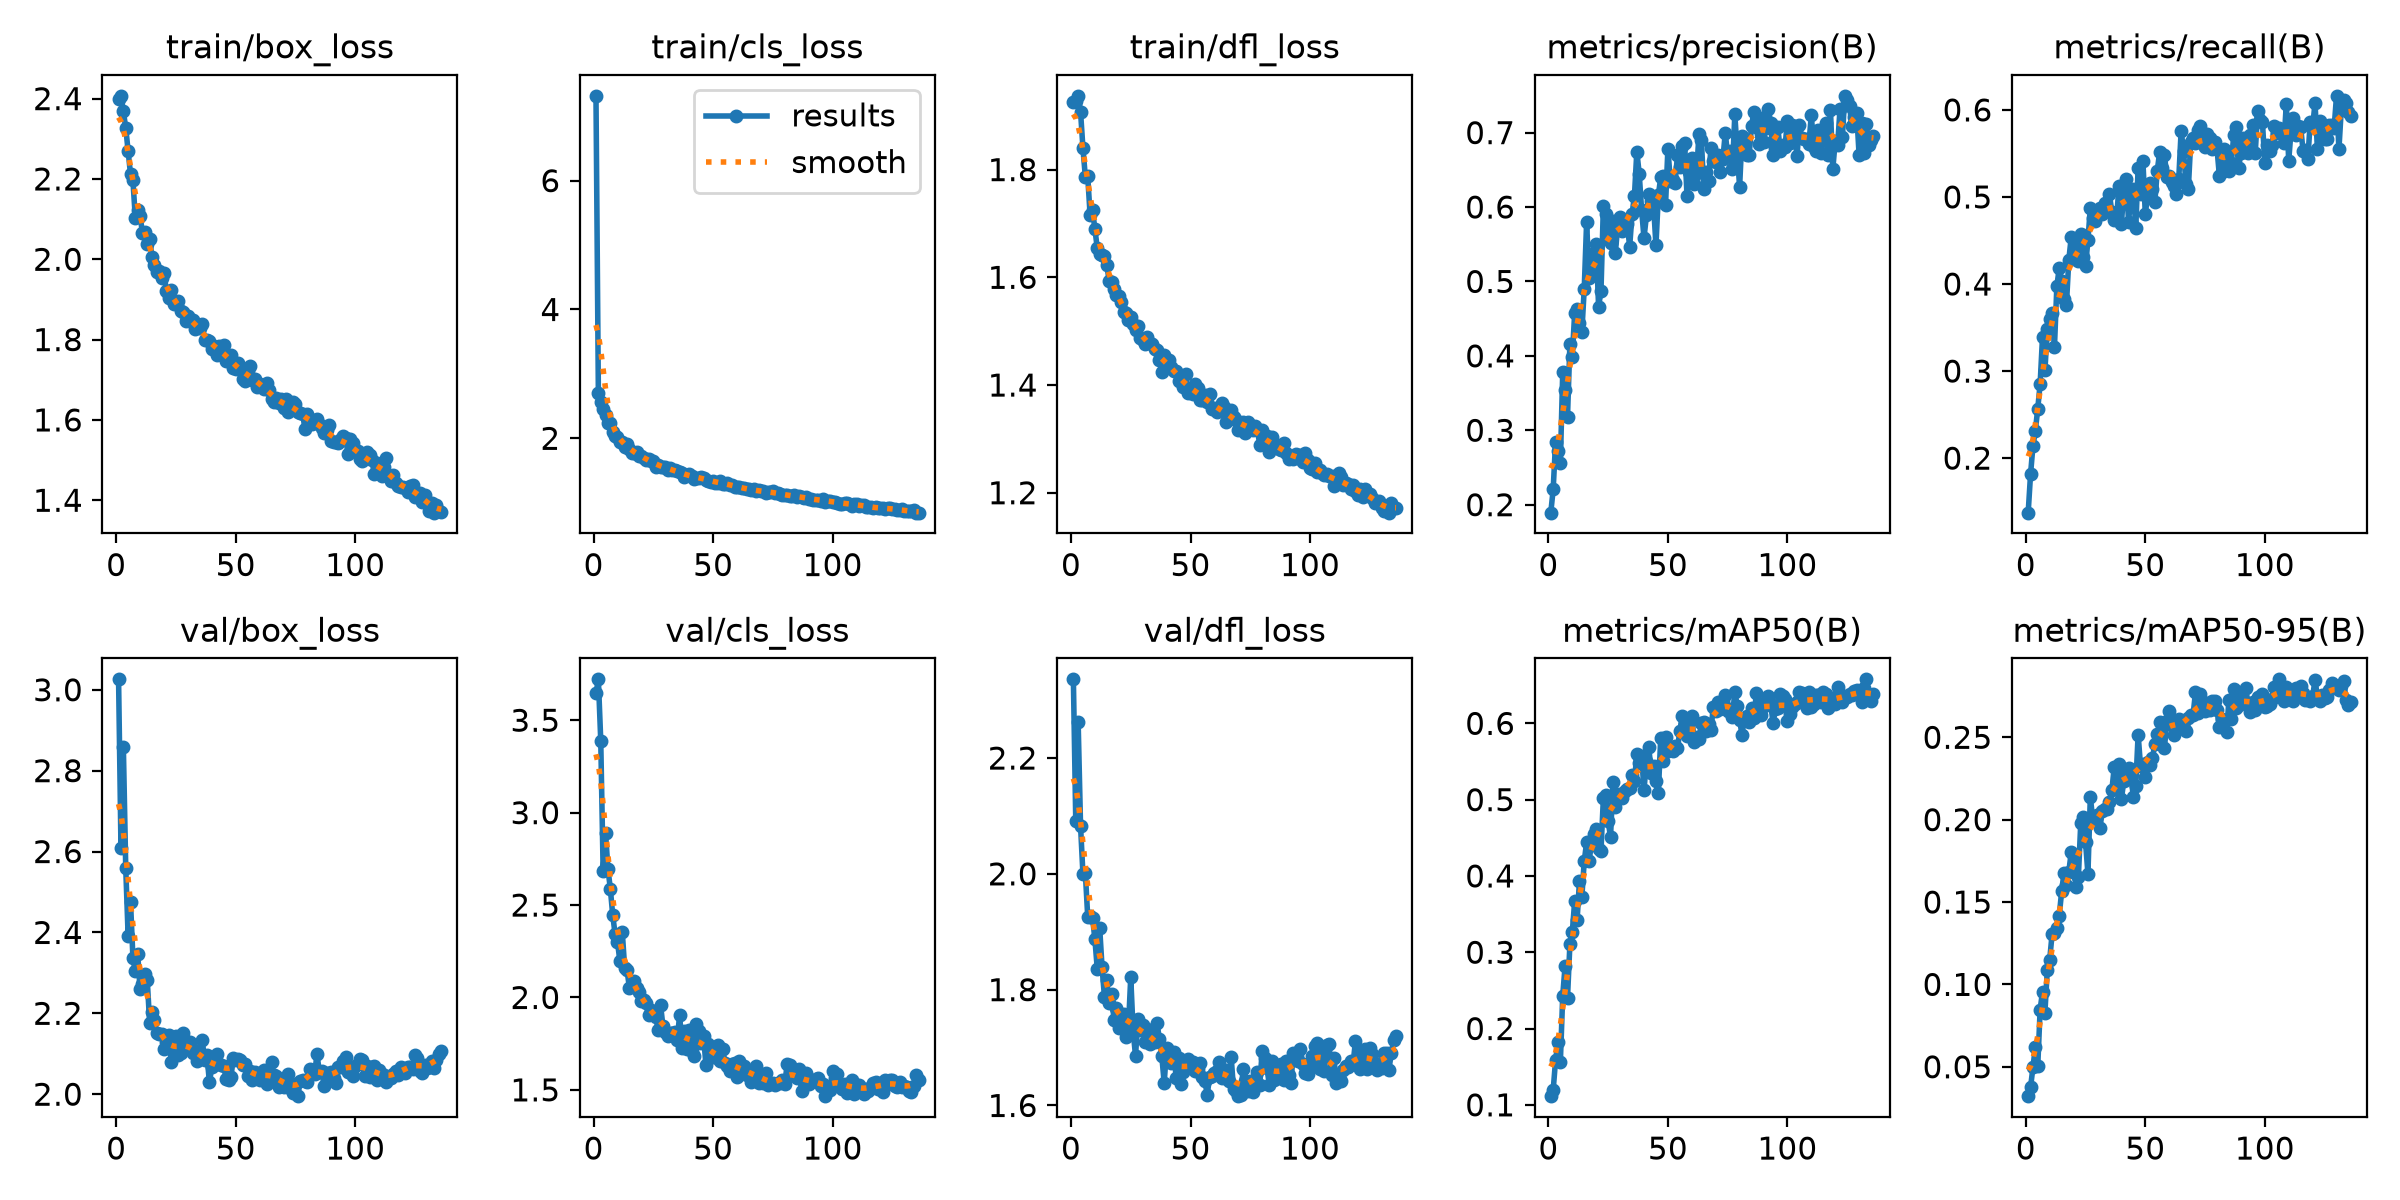 train/box_loss
train/cls_loss
train/dfl_loss
metrics/precision(B)
metrics/recall(B)
2.4
2.2
2.0
1.8
1.6
1.4
0 50 100
6
4
2
results
smooth
0 50 100
1.8
1.6
1.4
1.2
0 50 100
0.7
0.6
0.5
0.4
0.3
0.2
0 50 100
0.6
0.5
0.4
0.3
0.2
0 50 100
val/box_loss
val/cls_loss
val/dfl_loss
metrics/mAP50(B)
metrics/mAP50-95(B)
3.0
2.8
2.6
2.4
2.2
2.0
0 50 100
3.5
3.0
2.5
2.0
1.5
0 50 100
2.2
2.0
1.8
1.6
0 50 100
0.6
0.5
0.4
0.3
0.2
0.1
0 50 100
0.25
0.20
0.15
0.10
0.05
0 50 100